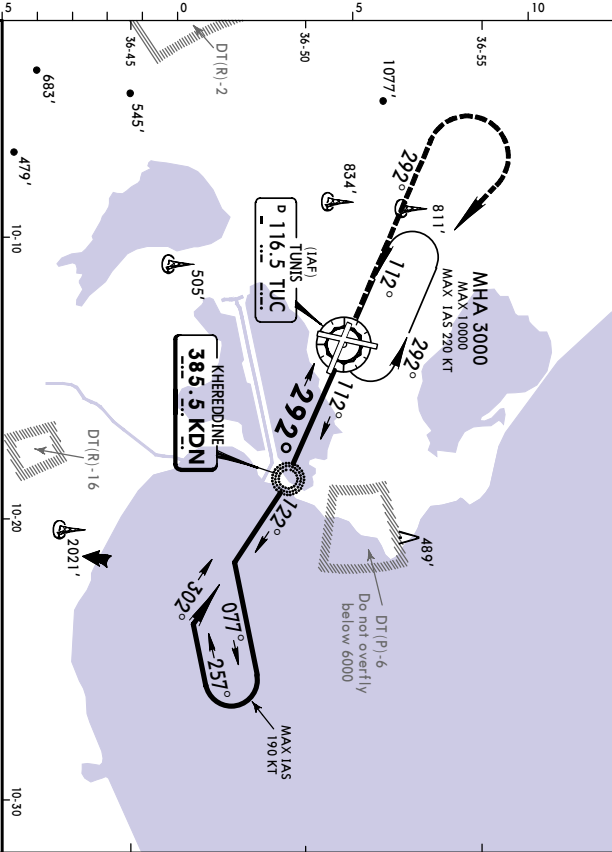 5
0
5
10
36-45
36-50
36-55
10-10
10-20
10-30
DT(R)-2
683'
545'
479'
1077'
834'
811'
505'
292°
112°
MHA 3000
MAX 10000
MAX IAS 220 KT
292°
(IAF)
TUNIS
D 116.5 TUC
112°
292°
KHEREDDINE
385.5 KDN
122°
DT(R)-16
2021'
489'
DT(P)-6
Do not overfly
below 6000
302°
077°
257°
MAX IAS
190 KT